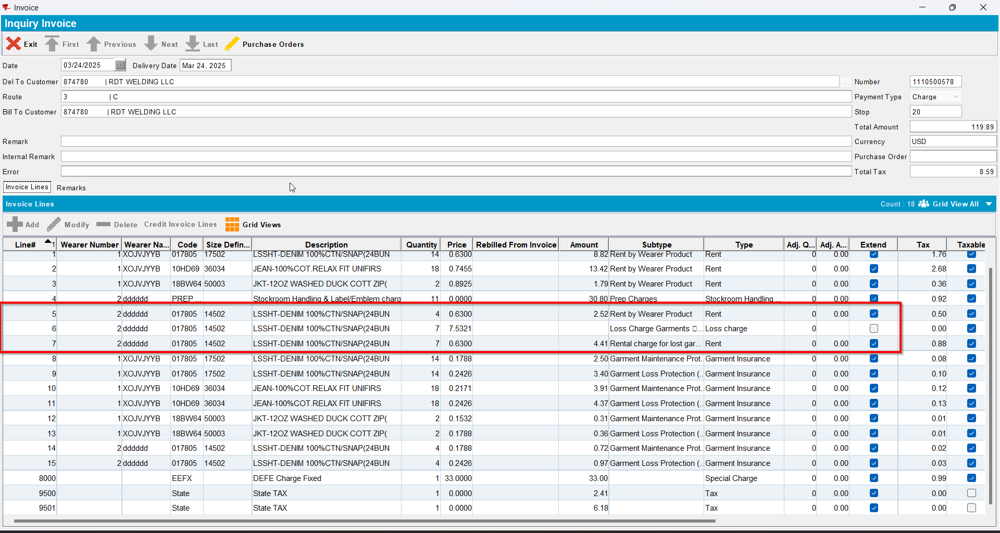 Invoice
Inquiry Invoice
Exit First Previous Next Last Purchase Orders
Date 03/24/2025 Delivery Date Mar 24, 2025
Del To Customer 874780 | RDT WELDING LLC ... Number 1110500578
Route 3 | C Payment Type Charge
Bill To Customer 874780 | RDT WELDING LLC Stop 20
Total Amount 119.89
Remark Currency USD
Internal Remark Purchase Order
Error Total Tax 8.59
Invoice Lines Remarks
Invoice Lines Count : 18 Grid View All
Add Modify Delete Credit Invoice Lines Grid Views
Line# 1 Wearer Number Wearer Na... Code Size Defin... Description Quantity Price Rebilled From Invoice Amount Subtype Type Adj. Q... Adj. A... Extend Tax Taxable
1 1 XOJVJYYB 017805 17502 LSSHT-DENIM 100%CTN/SNAP(24BUN 14 0.6300 8.82 Rent by Wearer Product Rent 0 0.00 1.76
2 1 XOJVJYYB 10HD69 36034 JEAN-100%COT.RELAX FIT UNIFIRS 18 0.7455 13.42 Rent by Wearer Product Rent 0 0.00 2.68
3 1 XOJVJYYB 18BW64 50003 JKT-12OZ WASHED DUCK COTT ZIP( 2 0.8925 1.79 Rent by Wearer Product Rent 0 0.00 0.36
4 2 dddddd PREP ... Stockroom Handling & Label/Emblem charg 11 0.0000 30.80 Prep Charges Stockroom Handling ... 0 0.00 0.92
5 2 dddddd 017805 14502 LSSHT-DENIM 100%CTN/SNAP(24BUN 4 0.6300 2.52 Rent by Wearer Product Rent 0 0.00 0.50
6 2 dddddd 017805 14502 LSSHT-DENIM 100%CTN/SNAP(24BUN 7 7.5321 Loss Charge Garments ... Loss charge 0 0.00
7 2 dddddd 017805 14502 LSSHT-DENIM 100%CTN/SNAP(24BUN 7 0.6300 4.41 Rental charge for lost gar... Rent 0 0.00 0.88
8 1 XOJVJYYB 017805 17502 LSSHT-DENIM 100%CTN/SNAP(24BUN 14 0.1788 2.50 Garment Maintenance Prot.. Garment Insurance 0 0.00 0.08
9 1 XOJVJYYB 017805 17502 LSSHT-DENIM 100%CTN/SNAP(24BUN 14 0.2426 3.40 Garment Loss Protection (.. Garment Insurance 0 0.00 0.10
10 1 XOJVJYYB 10HD69 36034 JEAN-100%COT.RELAX FIT UNIFIRS 18 0.2171 3.91 Garment Maintenance Prot.. Garment Insurance 0 0.00 0.12
11 1 XOJVJYYB 10HD69 36034 JEAN-100%COT.RELAX FIT UNIFIRS 18 0.2426 4.37 Garment Loss Protection (.. Garment Insurance 0 0.00 0.13
12 1 XOJVJYYB 18BW64 50003 JKT-12OZ WASHED DUCK COTT ZIP( 2 0.1532 0.31 Garment Maintenance Prot.. Garment Insurance 0 0.00 0.01
13 1 XOJVJYYB 18BW64 50003 JKT-12OZ WASHED DUCK COTT ZIP( 2 0.1788 0.36 Garment Loss Protection (.. Garment Insurance 0 0.00 0.01
14 2 dddddd 017805 14502 LSSHT-DENIM 100%CTN/SNAP(24BUN 4 0.1788 0.72 Garment Maintenance Prot.. Garment Insurance 0 0.00 0.02
15 2 dddddd 017805 14502 LSSHT-DENIM 100%CTN/SNAP(24BUN 4 0.2426 0.97 Garment Loss Protection (.. Garment Insurance 0 0.00 0.03
8000 EEFX DEFE Charge Fixed 1 33.0000 33.00 Special Charge 0 0.00 0.99
9500 State State TAX 1 0.0000 2.41 Tax 0 0.00 0.00
9501 State State TAX 1 0.0000 6.18 Tax 0 0.00 0.00